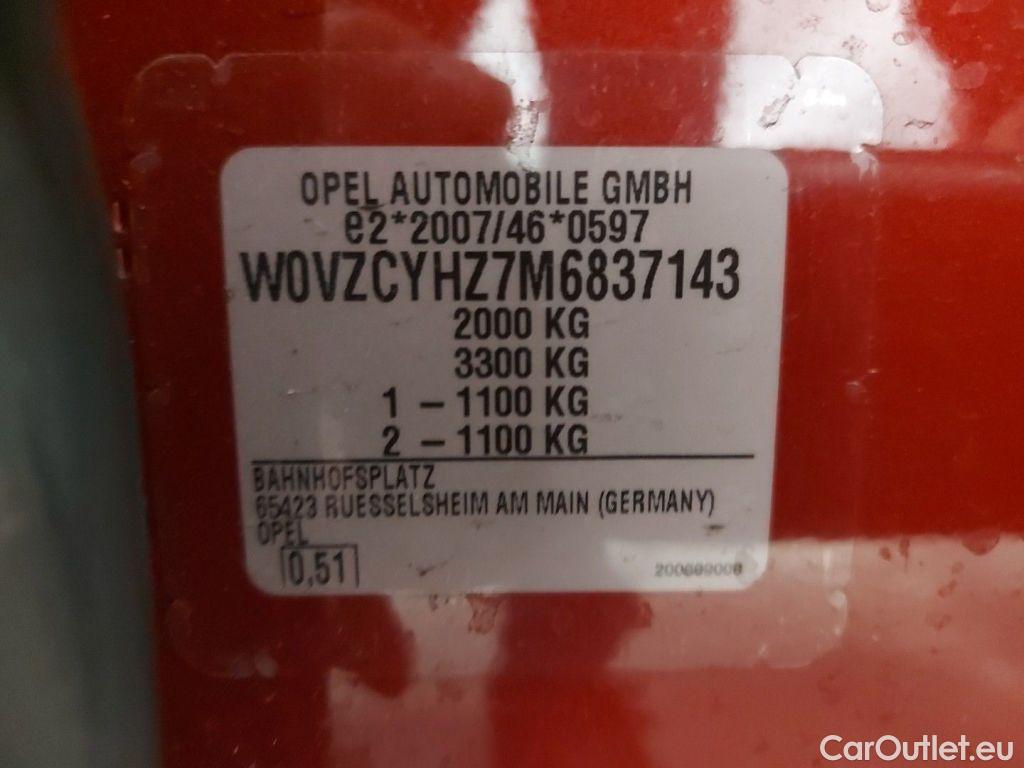 OPEL AUTOMOBILE GMBH
e2*2007/46*0597
W0VZCYHZ7M6837143
2000 KG
3300 KG
1 – 1100 KG
2 – 1100 KG
BAHNHOFSPLATZ
65423 RUESSELSHEIM AM MAIN (GERMANY)
OPEL
0,51
CarOutlet.eu